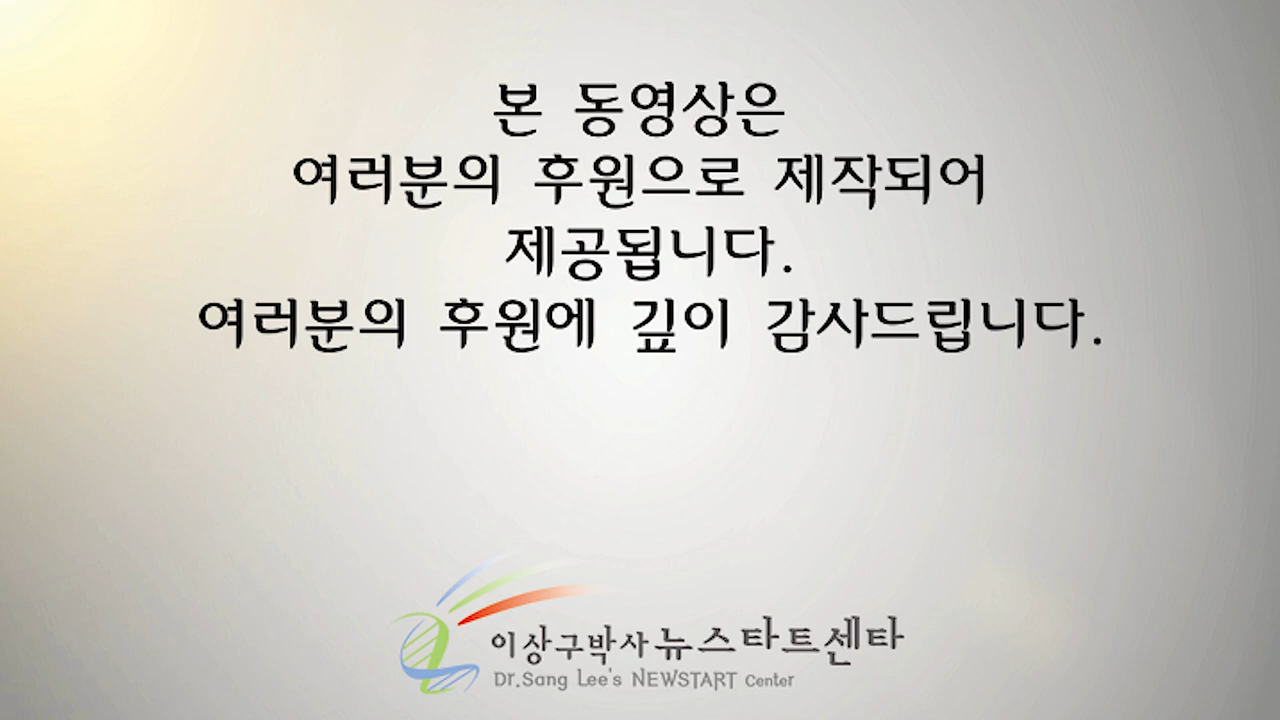 본 동영상은
여러분의 후원으로 제작되어
제공됩니다.
여러분의 후원에 깊이 감사드립니다.
이상구박사 뉴스타트센타
Dr.Sang Lee's NEWSTART Center